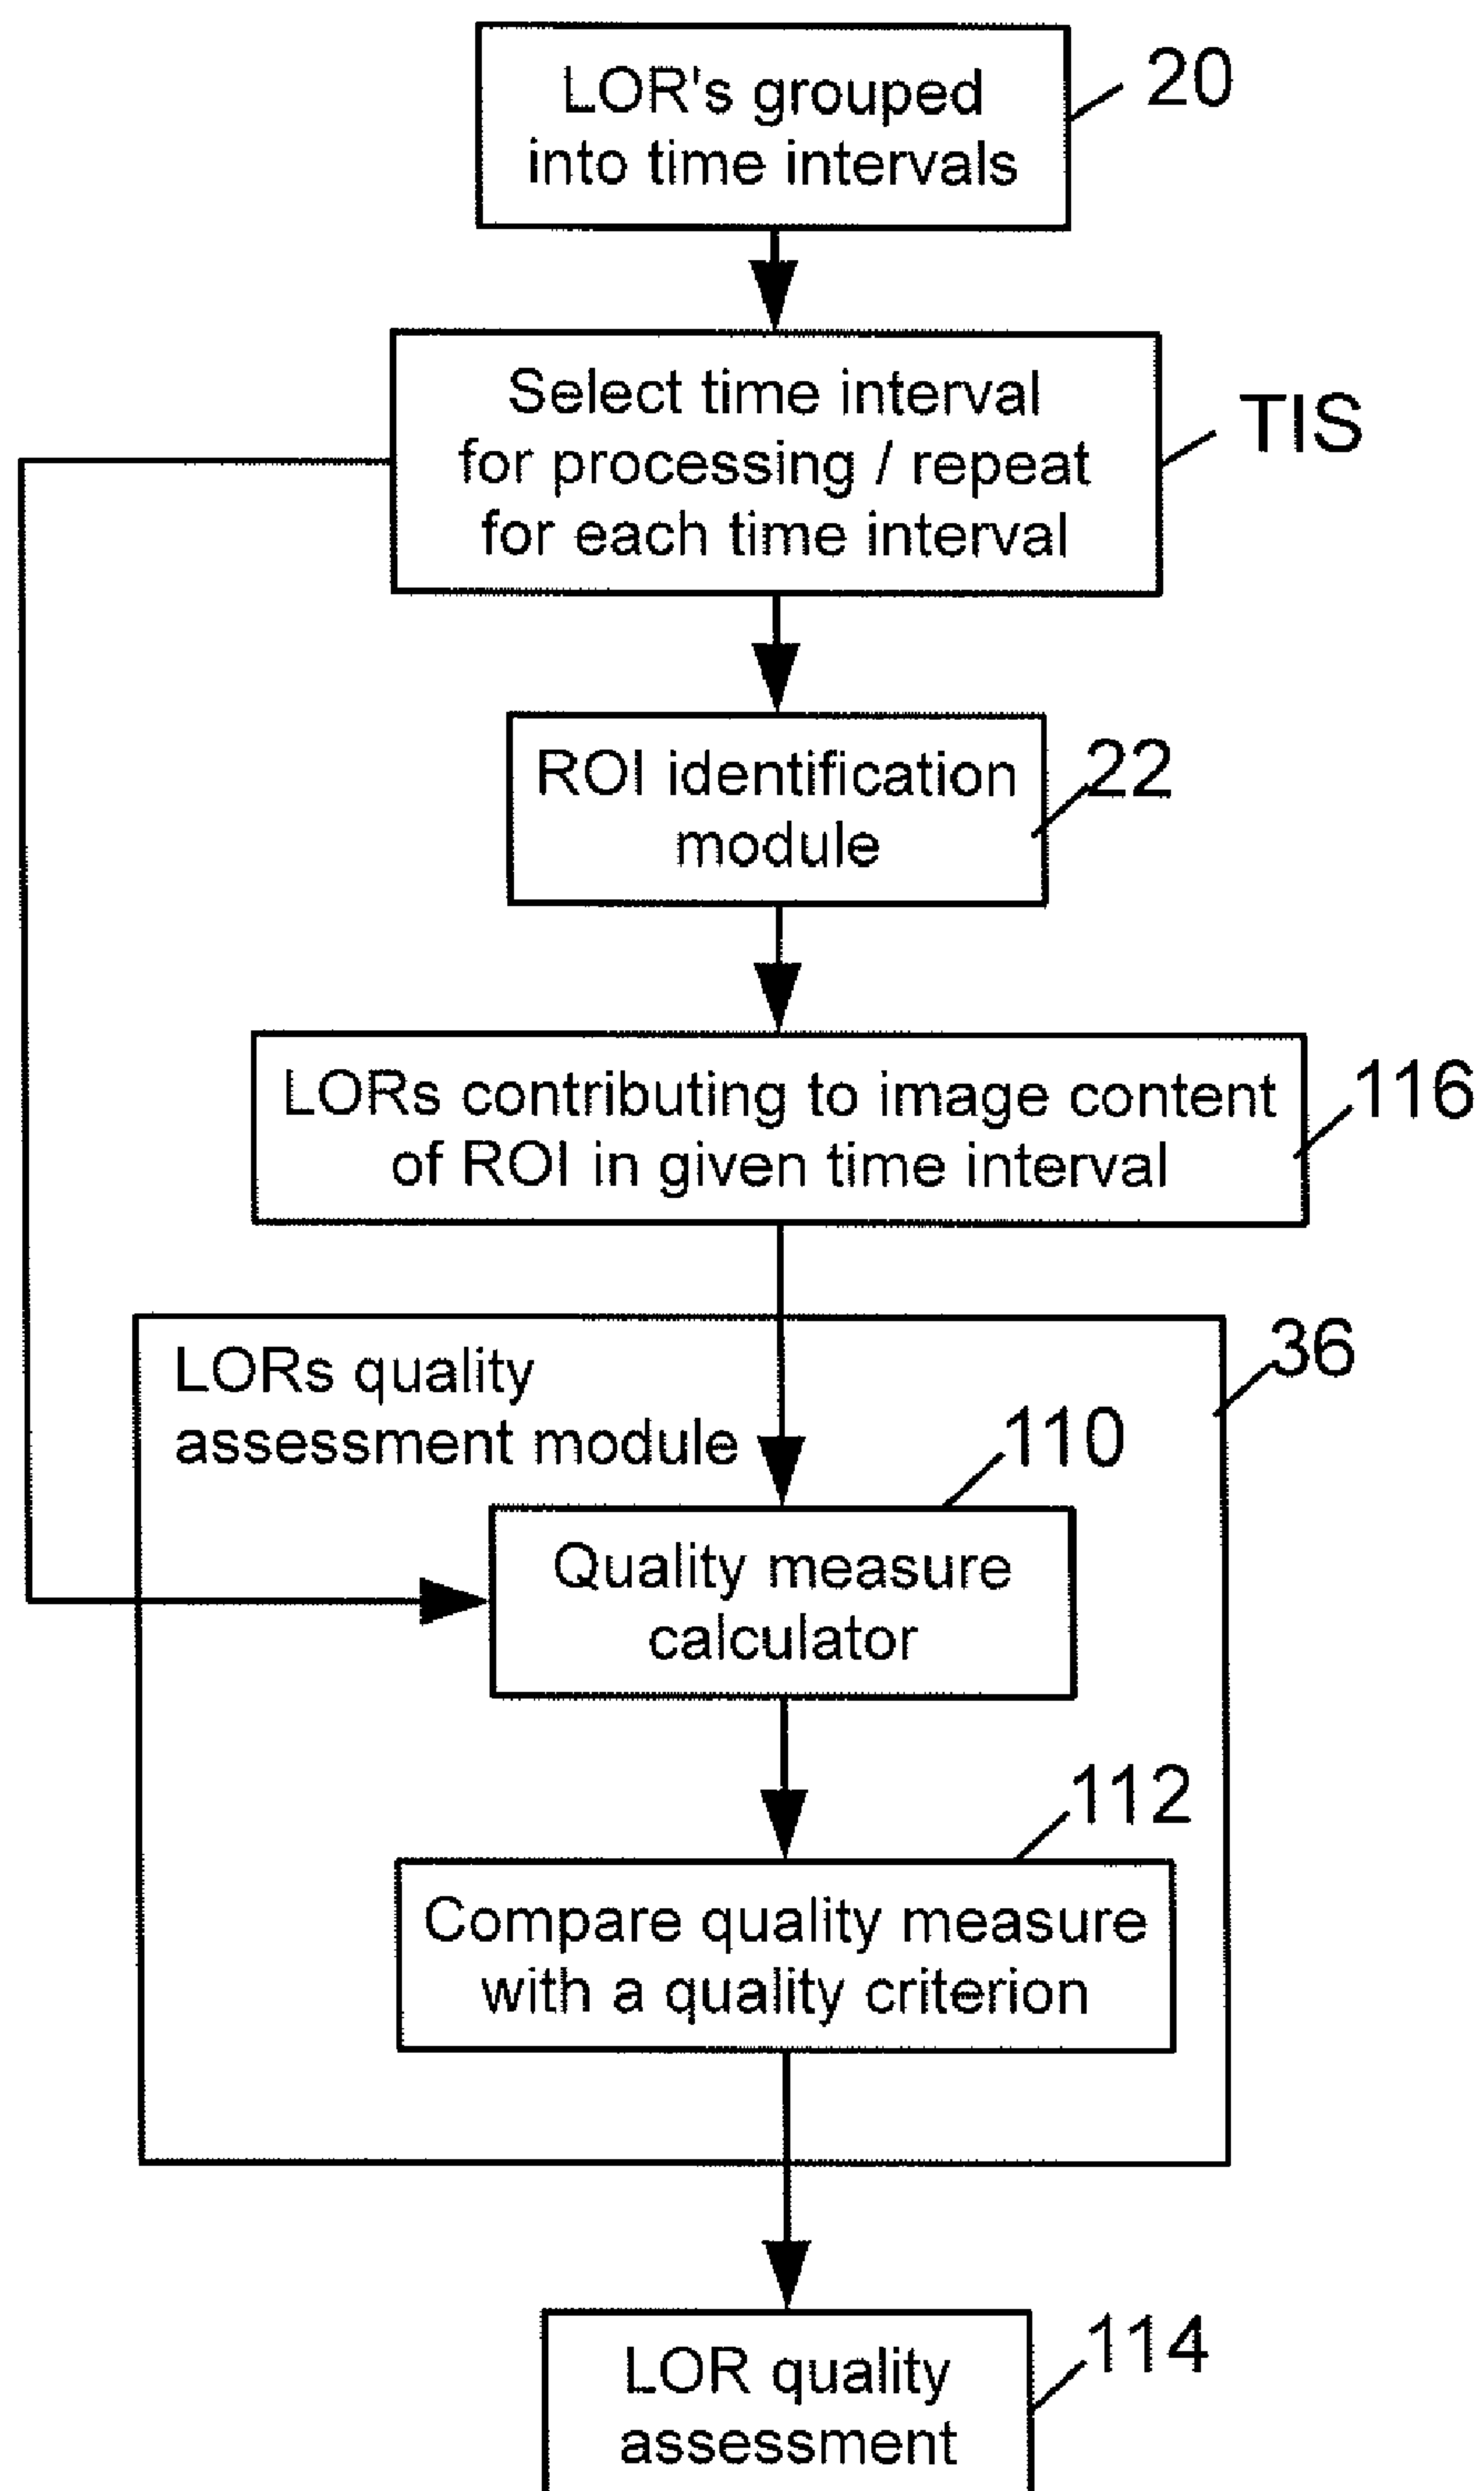 LOR's grouped
into time intervals
20
Select time interval
for processing / repeat
for each time interval
TIS
ROI identification
module
22
LORs contributing to image content
of ROI in given time interval
116
36
LORs quality
assessment module
110
Quality measure
calculator
112
Compare quality measure
with a quality criterion
LOR quality
assessment
114